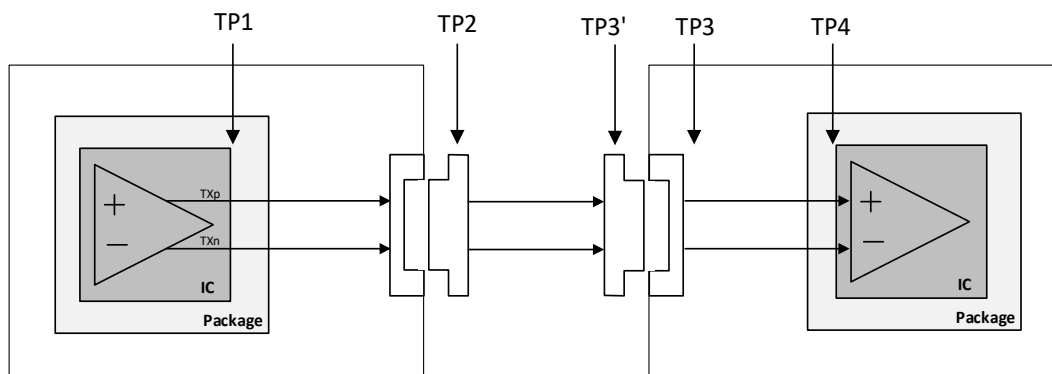 TP1
TP2
TP3'
TP3
TP4
TXp
+
+
−
−
TXn
IC
IC
Package
Package